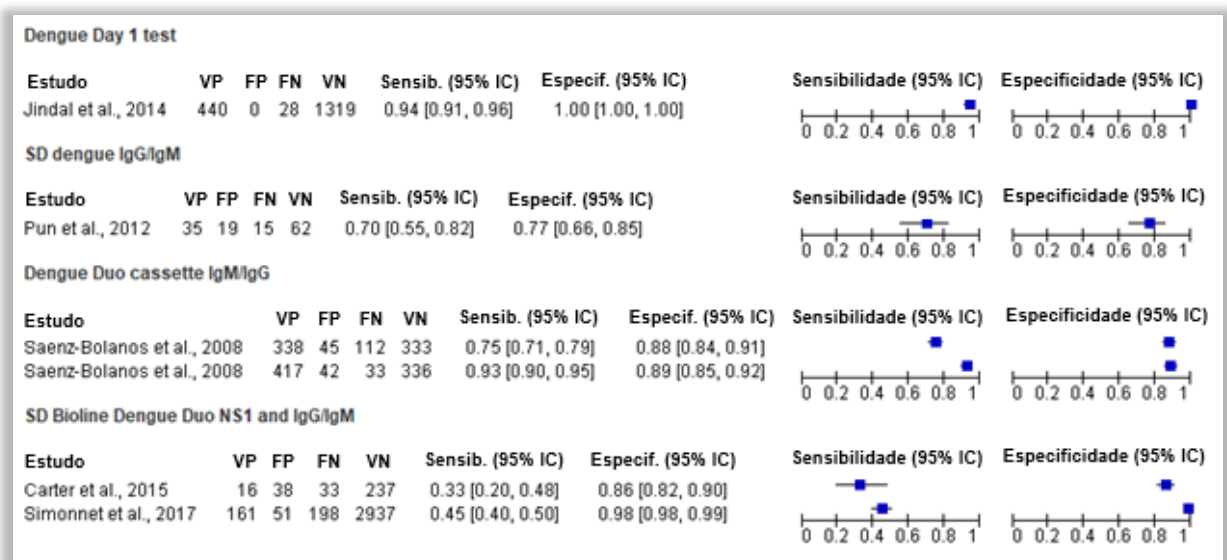 Dengue Day 1 test
Estudo VP FP FN VN Sensib. (95% IC) Especif. (95% IC) Sensibilidade (95% IC) Especificidade (95% IC)
Jindal et al., 2014 440 0 28 1319 0.94 [0.91, 0.96] 1.00 [1.00, 1.00]
0 0.2 0.4 0.6 0.8 1 0 0.2 0.4 0.6 0.8 1
SD dengue IgG/IgM
Estudo VP FP FN VN Sensib. (95% IC) Especif. (95% IC) Sensibilidade (95% IC) Especificidade (95% IC)
Pun et al., 2012 35 19 15 62 0.70 [0.55, 0.82] 0.77 [0.66, 0.85]
0 0.2 0.4 0.6 0.8 1 0 0.2 0.4 0.6 0.8 1
Dengue Duo cassette IgM/IgG
Estudo VP FP FN VN Sensib. (95% IC) Especif. (95% IC) Sensibilidade (95% IC) Especificidade (95% IC)
Saenz-Bolanos et al., 2008 338 45 112 333 0.75 [0.71, 0.79] 0.88 [0.84, 0.91]
Saenz-Bolanos et al., 2008 417 42 33 336 0.93 [0.90, 0.95] 0.89 [0.85, 0.92]
0 0.2 0.4 0.6 0.8 1 0 0.2 0.4 0.6 0.8 1
SD Bioline Dengue Duo NS1 and IgG/IgM
Estudo VP FP FN VN Sensib. (95% IC) Especif. (95% IC) Sensibilidade (95% IC) Especificidade (95% IC)
Carter et al., 2015 16 38 33 237 0.33 [0.20, 0.48] 0.86 [0.82, 0.90]
Simonnet et al., 2017 161 51 198 2937 0.45 [0.40, 0.50] 0.98 [0.98, 0.99]
0 0.2 0.4 0.6 0.8 1 0 0.2 0.4 0.6 0.8 1